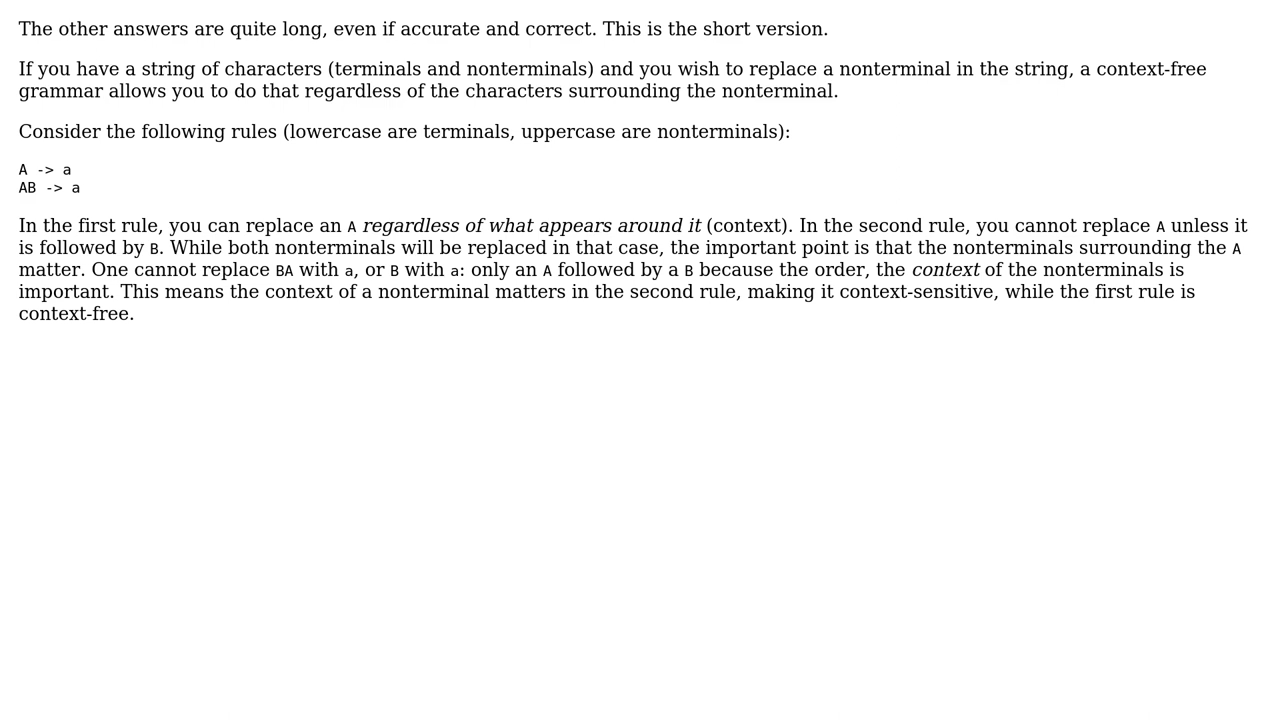 The other answers are quite long, even if accurate and correct. This is the short version.
If you have a string of characters (terminals and nonterminals) and you wish to replace a nonterminal in the string, a context-free
grammar allows you to do that regardless of the characters surrounding the nonterminal.
Consider the following rules (lowercase are terminals, uppercase are nonterminals):
A -> a
AB -> a
In the first rule, you can replace an A regardless of what appears around it (context). In the second rule, you cannot replace A unless it
is followed by B. While both nonterminals will be replaced in that case, the important point is that the nonterminals surrounding the A
matter. One cannot replace BA with a, or B with a: only an A followed by a B because the order, the context of the nonterminals is
important. This means the context of a nonterminal matters in the second rule, making it context-sensitive, while the first rule is
context-free.